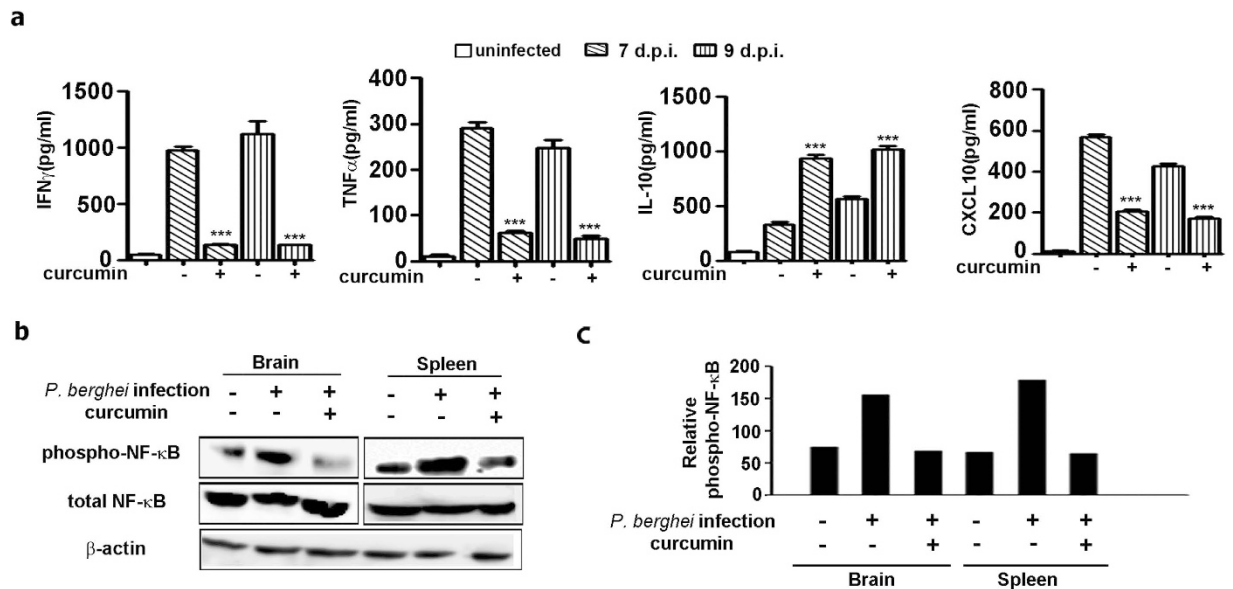 a
uninfected 7 d.p.i. 9 d.p.i.
IFNγ(pg/ml)
1500
1000
500
0
*** ***
curcumin - + - +
TNFα(pg/ml)
400
300
200
100
0
*** ***
curcumin - + - +
IL-10(pg/ml)
1500
1000
500
0
*** ***
curcumin - + - +
CXCL10(pg/ml)
800
600
400
200
0
*** ***
curcumin - + - +
b
Brain Spleen
P. berghei infection - + + - + +
curcumin - - + - - +
phospho-NF-κB
total NF-κB
β-actin
c
Relative
phospho-NF-κB
200
150
100
50
0
P. berghei infection - + + - + +
curcumin - - + - - +
Brain Spleen